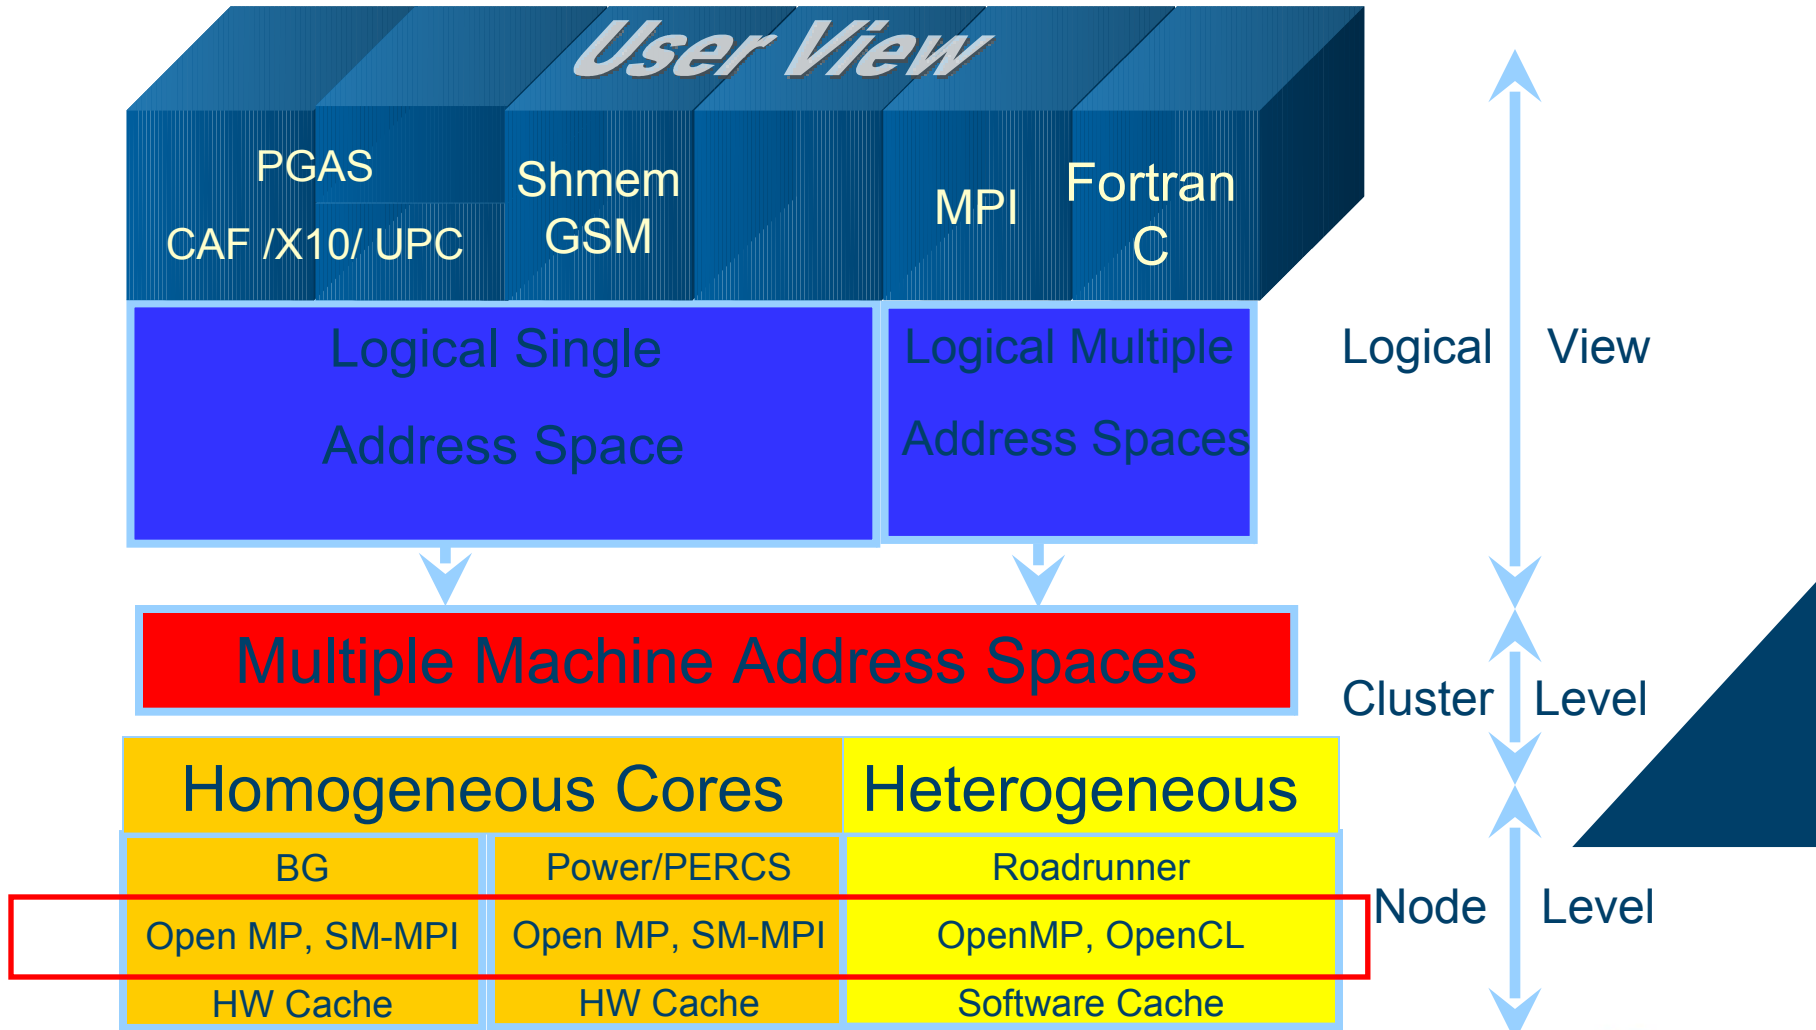 User View
PGAS
CAF /X10/ UPC
Shmem
GSM
MPI
Fortran
C
Logical Single
Address Space
Logical Multiple
Address Spaces
Logical View
Multiple Machine Address Spaces
Cluster Level
Homogeneous Cores
Heterogeneous
BG
Power/PERCS
Roadrunner
Node Level
Open MP, SM-MPI
Open MP, SM-MPI
OpenMP, OpenCL
HW Cache
HW Cache
Software Cache